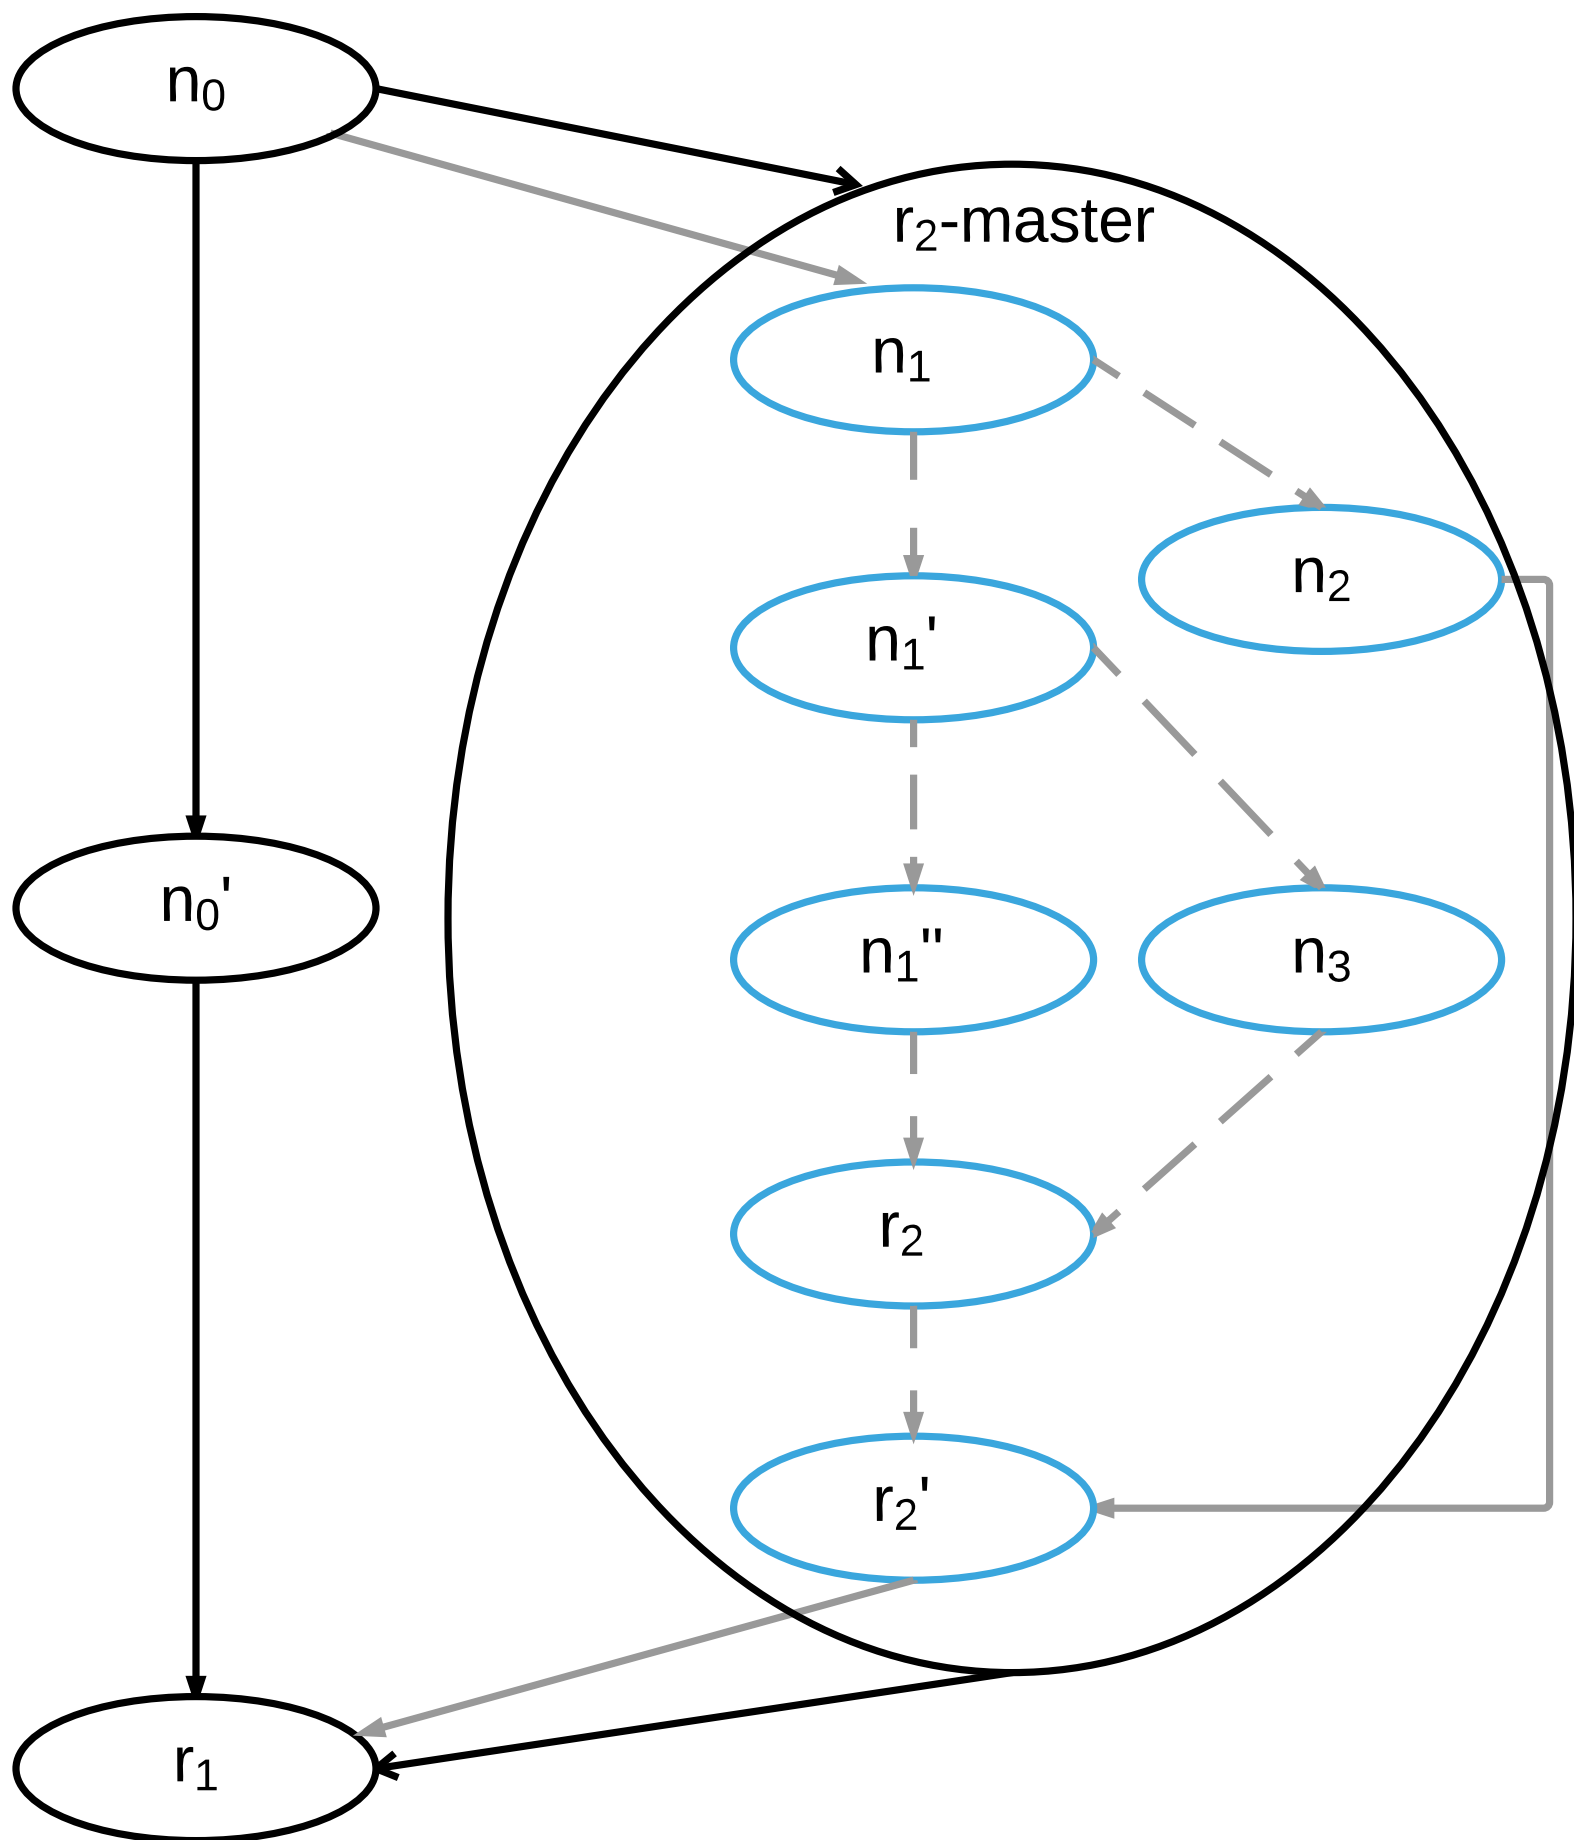 n₀
r₂-master
n₁
n₂
n₁'
n₀'
n₁"
n₃
r₂
r₂'
r₁